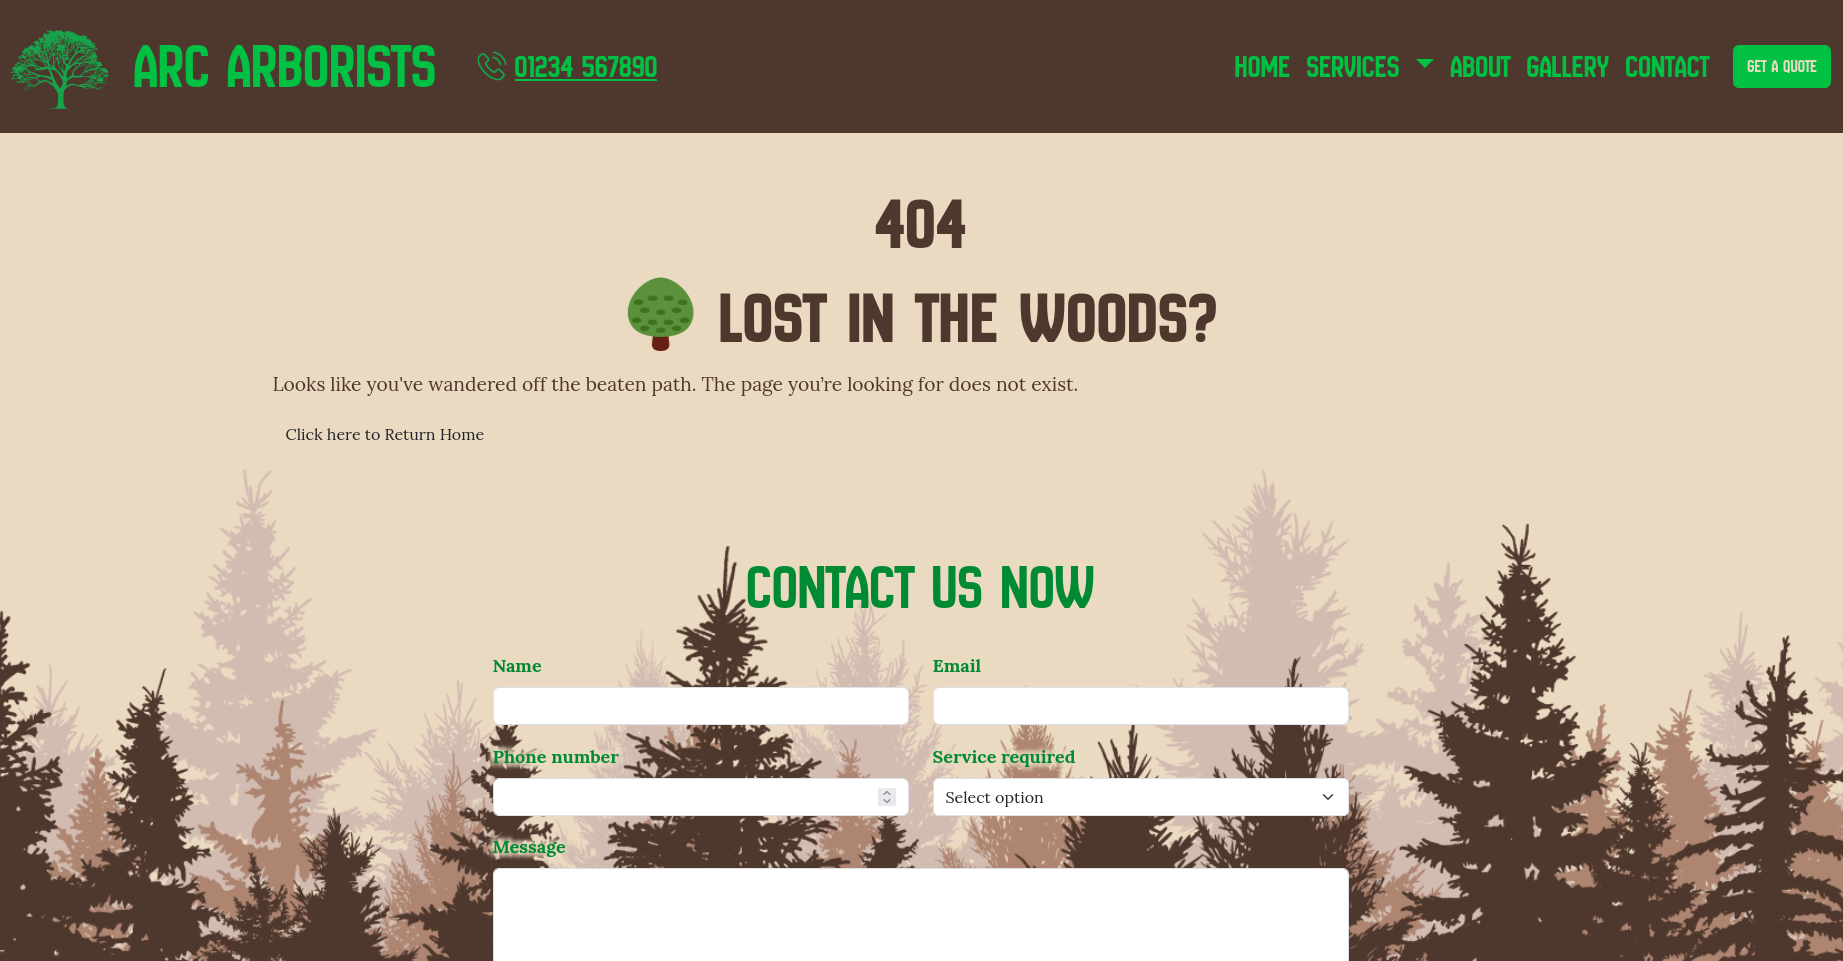 ARC ARBORISTS
01234 567890
HOME SERVICES ABOUT GALLERY CONTACT
GET A QUOTE
404
LOST IN THE WOODS?
Looks like you've wandered off the beaten path. The page you’re looking for does not exist.
Click here to Return Home
CONTACT US NOW
Name
Email
Phone number
Service required
Select option
Message